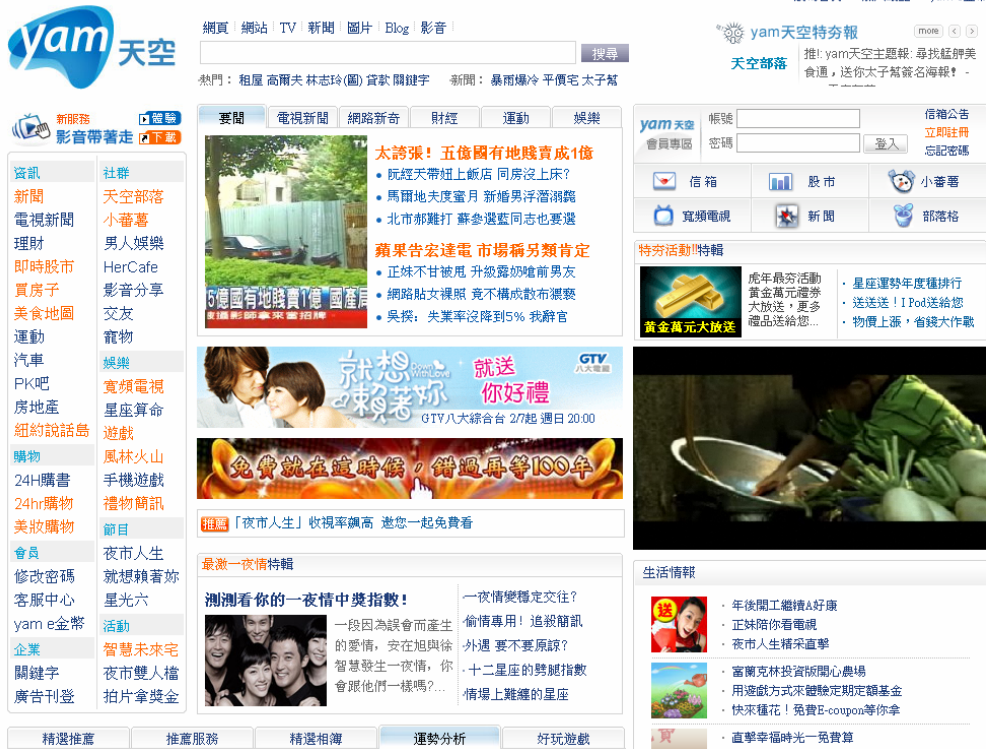 yam天空
網頁 網站 TV 新聞 圖片 Blog 影音
搜尋
熱門： 租屋 高爾夫 林志玲(圖) 貸款 關鍵字 新聞： 暴雨爆冷 平價宅 太子幫
yam天空特夯報
more
天空部落
推!: yam天空主題報: 尋找艋舺美
食通，送你太子幫簽名海報! -
新服務
影音帶著走
體驗
下載
資訊
新聞
電視新聞
理財
即時股市
買房子
美食地圖
運動
汽車
PK吧
房地產
紐約說話島
購物
24H購書
24hr購物
美妝購物
會員
修改密碼
客服中心
yam e金幣
企業
關鍵字
廣告刊登
社群
天空部落
小蕃薯
男人娛樂
HerCafe
影音分享
交友
寵物
娛樂
寬頻電視
星座算命
遊戲
風林火山
手機遊戲
禮物簡訊
節目
夜市人生
就想賴著妳
星光六
活動
智慧未來宅
夜市雙人檔
拍片拿獎金
要聞 電視新聞 網路新奇 財經 運動 娛樂
太誇張！五億國有地賤賣成1億
阮經天帶妞上飯店 同房沒上床?
馬爾地夫度蜜月 新婚男浮潛溺斃
北市郊難打 蘇參選藍同志也要選
蘋果告宏達電 市場稱另類肯定
正妹不甘被甩 升級露奶嗆前男友
網路貼女裸照 竟不構成散布猥褻
吳揆：失業率沒降到5% 我辭官
5億國有地賤賣1億 國產局
就想賴著妳
Down With Love
就送
你好禮
GTV
八大電視
GTV八大綜合台 2/7起 週日 20:00
免費就在這時候，錯過再等100年
推薦「夜市人生」收視率飆高 邀您一起免費看
最激一夜情特輯
測測看你的一夜情中獎指數!
一段因為誤會而產生
的愛情，安在旭與徐
智慧發生一夜情，你
會跟他們一樣嗎?...
一夜情變穩定交往?
偷情專用！追殺簡訊
外遇 要不要原諒?
十二星座的劈腿指數
情場上難纏的星座
精選推薦 推薦服務 精選相簿 運勢分析 好玩遊戲
yam天空
會員專區
帳號
密碼
登入
信箱公告
立即註冊
忘記密碼
信箱 股市 小蕃薯
寬頻電視 新聞 部落格
特夯活動!!特輯
黃金萬元大放送
虎年最夯活動
黃金萬元禮券
大放送，更多
禮品送給您...
星座運勢年度種排行
送送送！I Pod送給您
物價上漲，省錢大作戰
生活情報
送
年後開工繼續A好康
正妹陪你看電視
夜市人生精采直擊
富蘭克林投資版開心農場
用遊戲方式來體驗定期定額基金
快來種花！免費E-coupon等你拿
直擊幸福時光一免費算